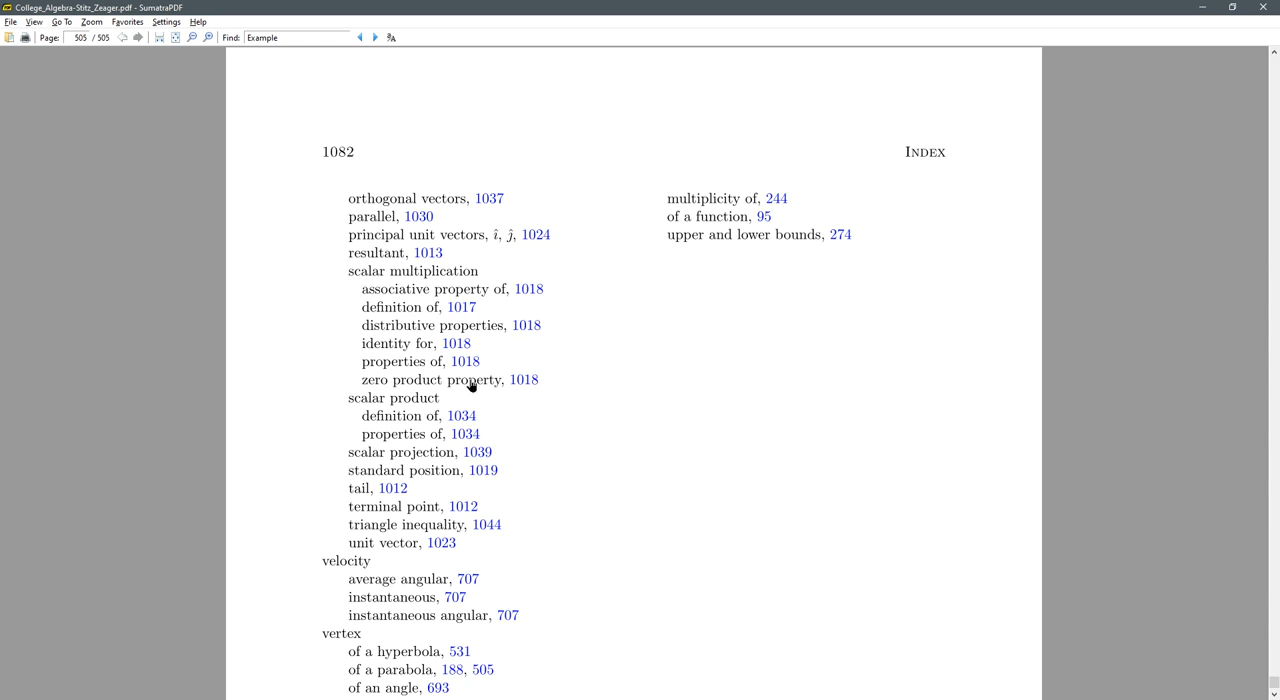 College_Algebra-Stitz_Zeager.pdf - SumatraPDF
File View Go To Zoom Favorites Settings Help
Page: 505 / 505 Find: Example
1082 INDEX
orthogonal vectors, 1037
parallel, 1030
principal unit vectors, î, ĵ, 1024
resultant, 1013
scalar multiplication
associative property of, 1018
definition of, 1017
distributive properties, 1018
identity for, 1018
properties of, 1018
zero product property, 1018
scalar product
definition of, 1034
properties of, 1034
scalar projection, 1039
standard position, 1019
tail, 1012
terminal point, 1012
triangle inequality, 1044
unit vector, 1023
velocity
average angular, 707
instantaneous, 707
instantaneous angular, 707
vertex
of a hyperbola, 531
of a parabola, 188, 505
of an angle, 693
multiplicity of, 244
of a function, 95
upper and lower bounds, 274